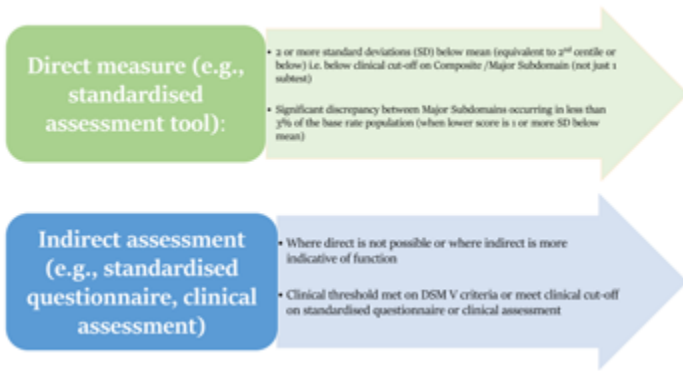 Direct measure (e.g.,
standardised
assessment tool):
• 2 or more standard deviations (SD) below mean (equivalent to 2nd centile or
below) i.e. below clinical cut-off on Composite /Major Subdomain (not just 1
subtest)
• Significant discrepancy between Major Subdomains occurring in less than
3% of the base rate population (when lower score is 1 or more SD below
mean)
Indirect assessment
(e.g., standardised
questionnaire, clinical
assessment)
• Where direct is not possible or where indirect is more
indicative of function
• Clinical threshold met on DSM V criteria or meet clinical cut-off
on standardised questionnaire or clinical assessment